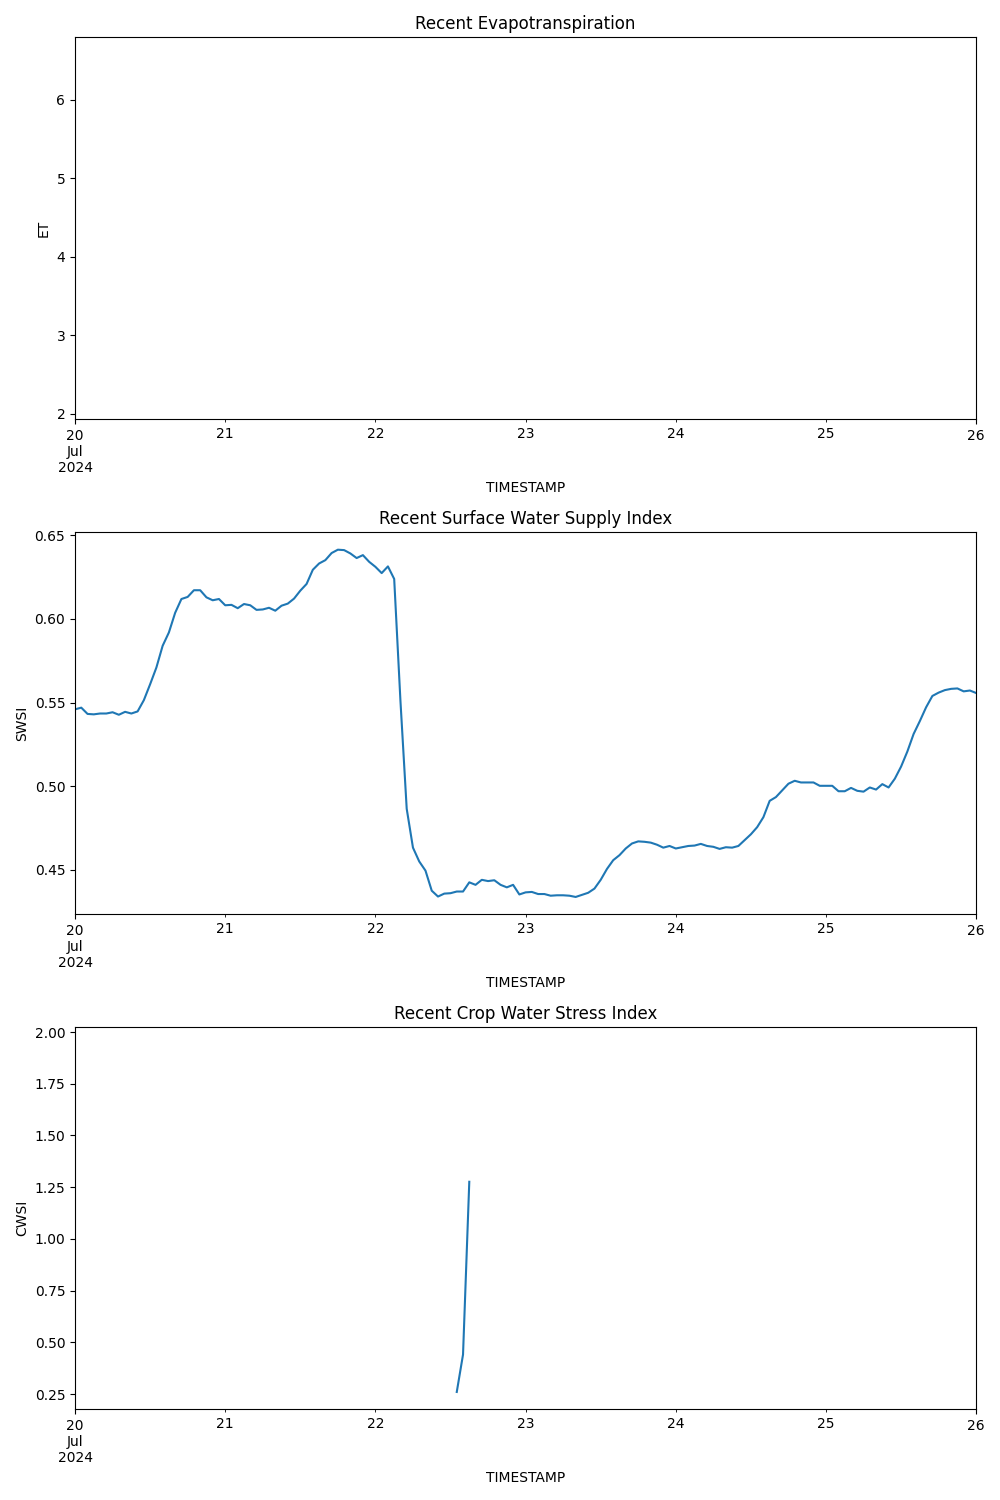 Recent Evapotranspiration
6
5
4
3
2
ET
20 21 22 23 24 25 26
Jul
2024
TIMESTAMP
Recent Surface Water Supply Index
0.65
0.60
0.55
0.50
0.45
SWSI
20 21 22 23 24 25 26
Jul
2024
TIMESTAMP
Recent Crop Water Stress Index
2.00
1.75
1.50
1.25
1.00
0.75
0.50
0.25
CWSI
20 21 22 23 24 25 26
Jul
2024
TIMESTAMP